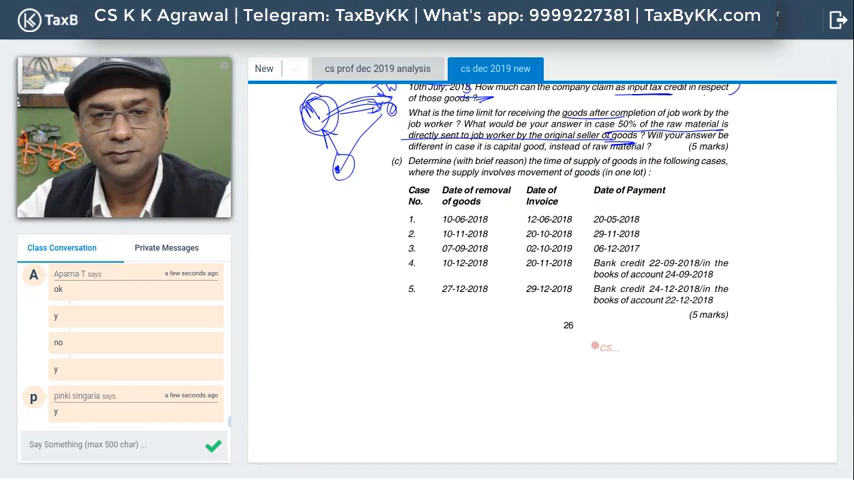 CS K K Agrawal | Telegram: TaxByKK | What's app: 9999227381 | TaxByKK.com
TaxB
New
cs prof dec 2019 analysis
cs dec 2019 new
10th July, 2018. How much can the company claim as input tax credit in respect
of those goods ?
What is the time limit for receiving the goods after completion of job work by the
job worker ? What would be your answer in case 50% of the raw material is
directly sent to job worker by the original seller of goods ? Will your answer be
different in case it is capital good, instead of raw material ? (5 marks)
(c) Determine (with brief reason) the time of supply of goods in the following cases,
where the supply involves movement of goods (in one lot) :
Case No. Date of removal of goods Date of Invoice Date of Payment
1. 10-06-2018 12-06-2018 20-05-2018
2. 10-11-2018 20-10-2018 29-11-2018
3. 07-09-2018 02-10-2019 06-12-2017
4. 10-12-2018 20-11-2018 Bank credit 22-09-2018/in the
books of account 24-09-2018
5. 27-12-2018 29-12-2018 Bank credit 24-12-2018/in the
books of account 22-12-2018
(5 marks)
26
cs...
Class Conversation
Private Messages
A
Aparna T says:
a few seconds ago
ok
y
no
y
p
pinki singaria says:
a few seconds ago
y
Say Something (max 500 char) ...